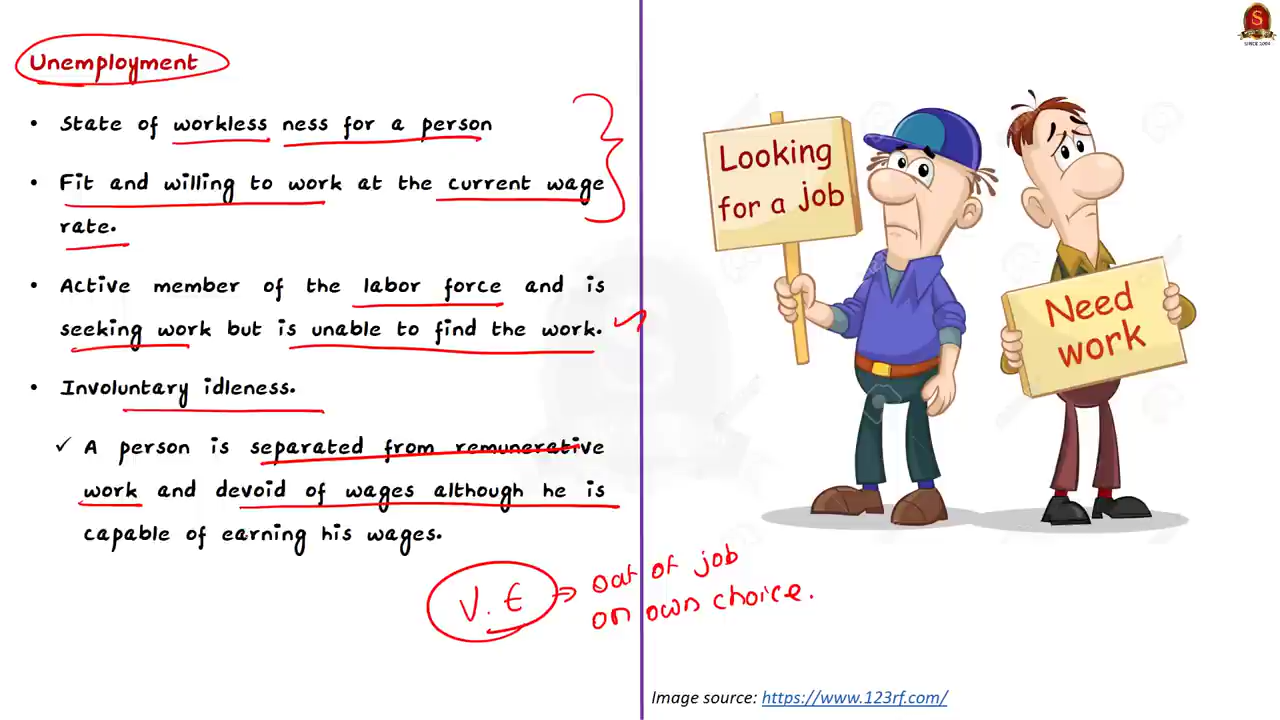 Unemployment
• State of workless ness for a person
• Fit and willing to work at the current wage
rate.
• Active member of the labor force and is
seeking work but is unable to find the work.
• Involuntary idleness.
✓ A person is separated from remunerative
work and devoid of wages although he is
capable of earning his wages.
V.E → out of job
on own choice.
Looking
for a job
Need
work
S
SINCE 2004
Image source: https://www.123rf.com/